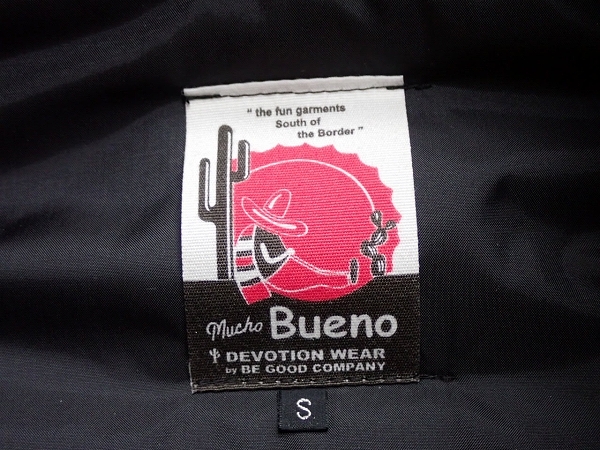 " the fun garments
South of
the Border "
Mucho Bueno
DEVOTION WEAR
by BE GOOD COMPANY
S